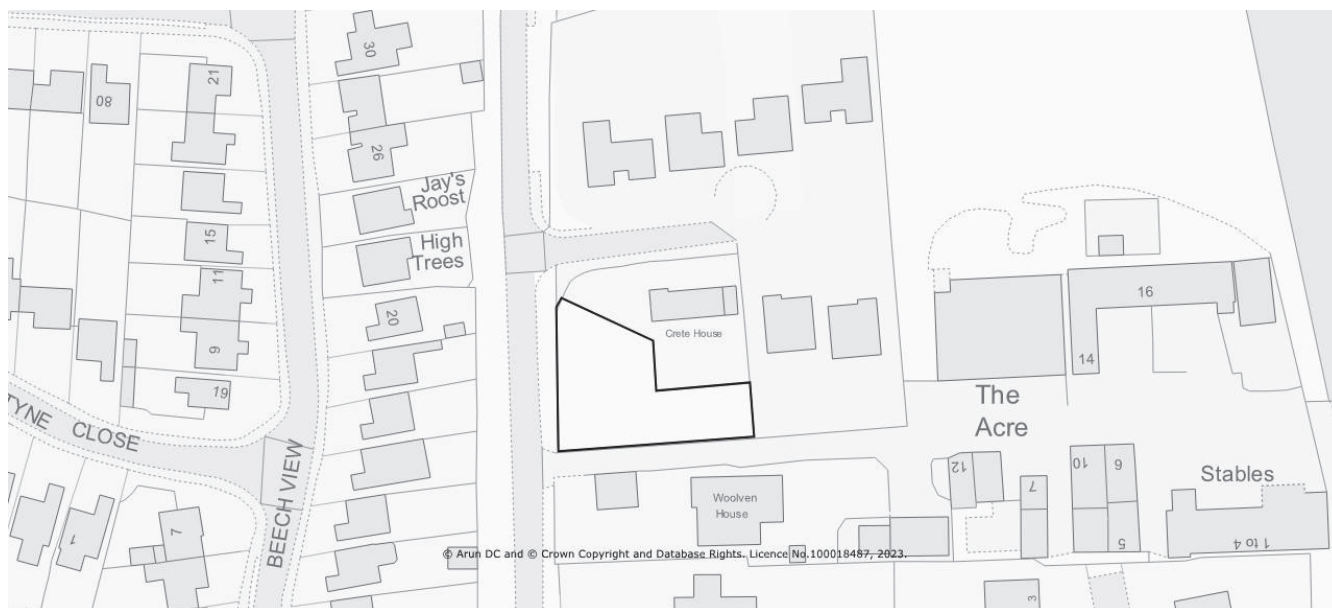 30
21
80
26
Jay's
Roost
15
High
Trees
11
16
20
Crete House
9
14
19
The
Acre
TYNE CLOSE
BEECH VIEW
12
7
10
6
Stables
Woolven
House
1
7
5
1 to 4
© Arun DC and © Crown Copyright and Database Rights. Licence No.100018487, 2023.
3